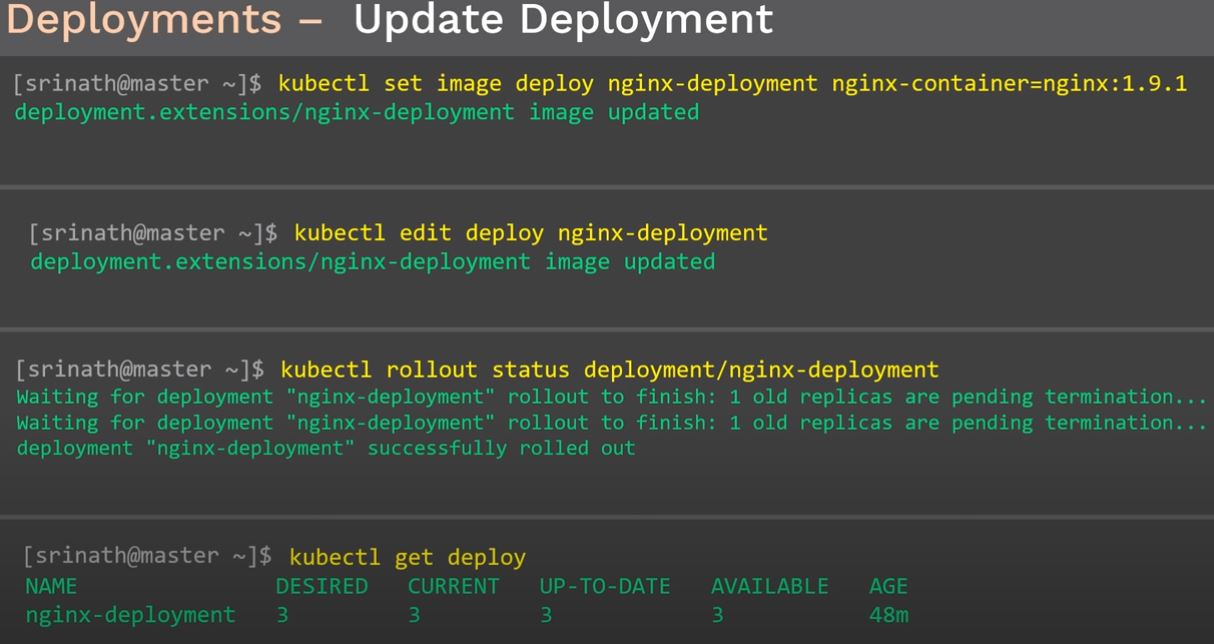 Deployments – Update Deployment
[srinath@master ~]$ kubectl set image deploy nginx-deployment nginx-container=nginx:1.9.1
deployment.extensions/nginx-deployment image updated
[srinath@master ~]$ kubectl edit deploy nginx-deployment
deployment.extensions/nginx-deployment image updated
[srinath@master ~]$ kubectl rollout status deployment/nginx-deployment
Waiting for deployment "nginx-deployment" rollout to finish: 1 old replicas are pending termination...
Waiting for deployment "nginx-deployment" rollout to finish: 1 old replicas are pending termination...
deployment "nginx-deployment" successfully rolled out
[srinath@master ~]$ kubectl get deploy
NAME DESIRED CURRENT UP-TO-DATE AVAILABLE AGE
nginx-deployment 3 3 3 3 48m